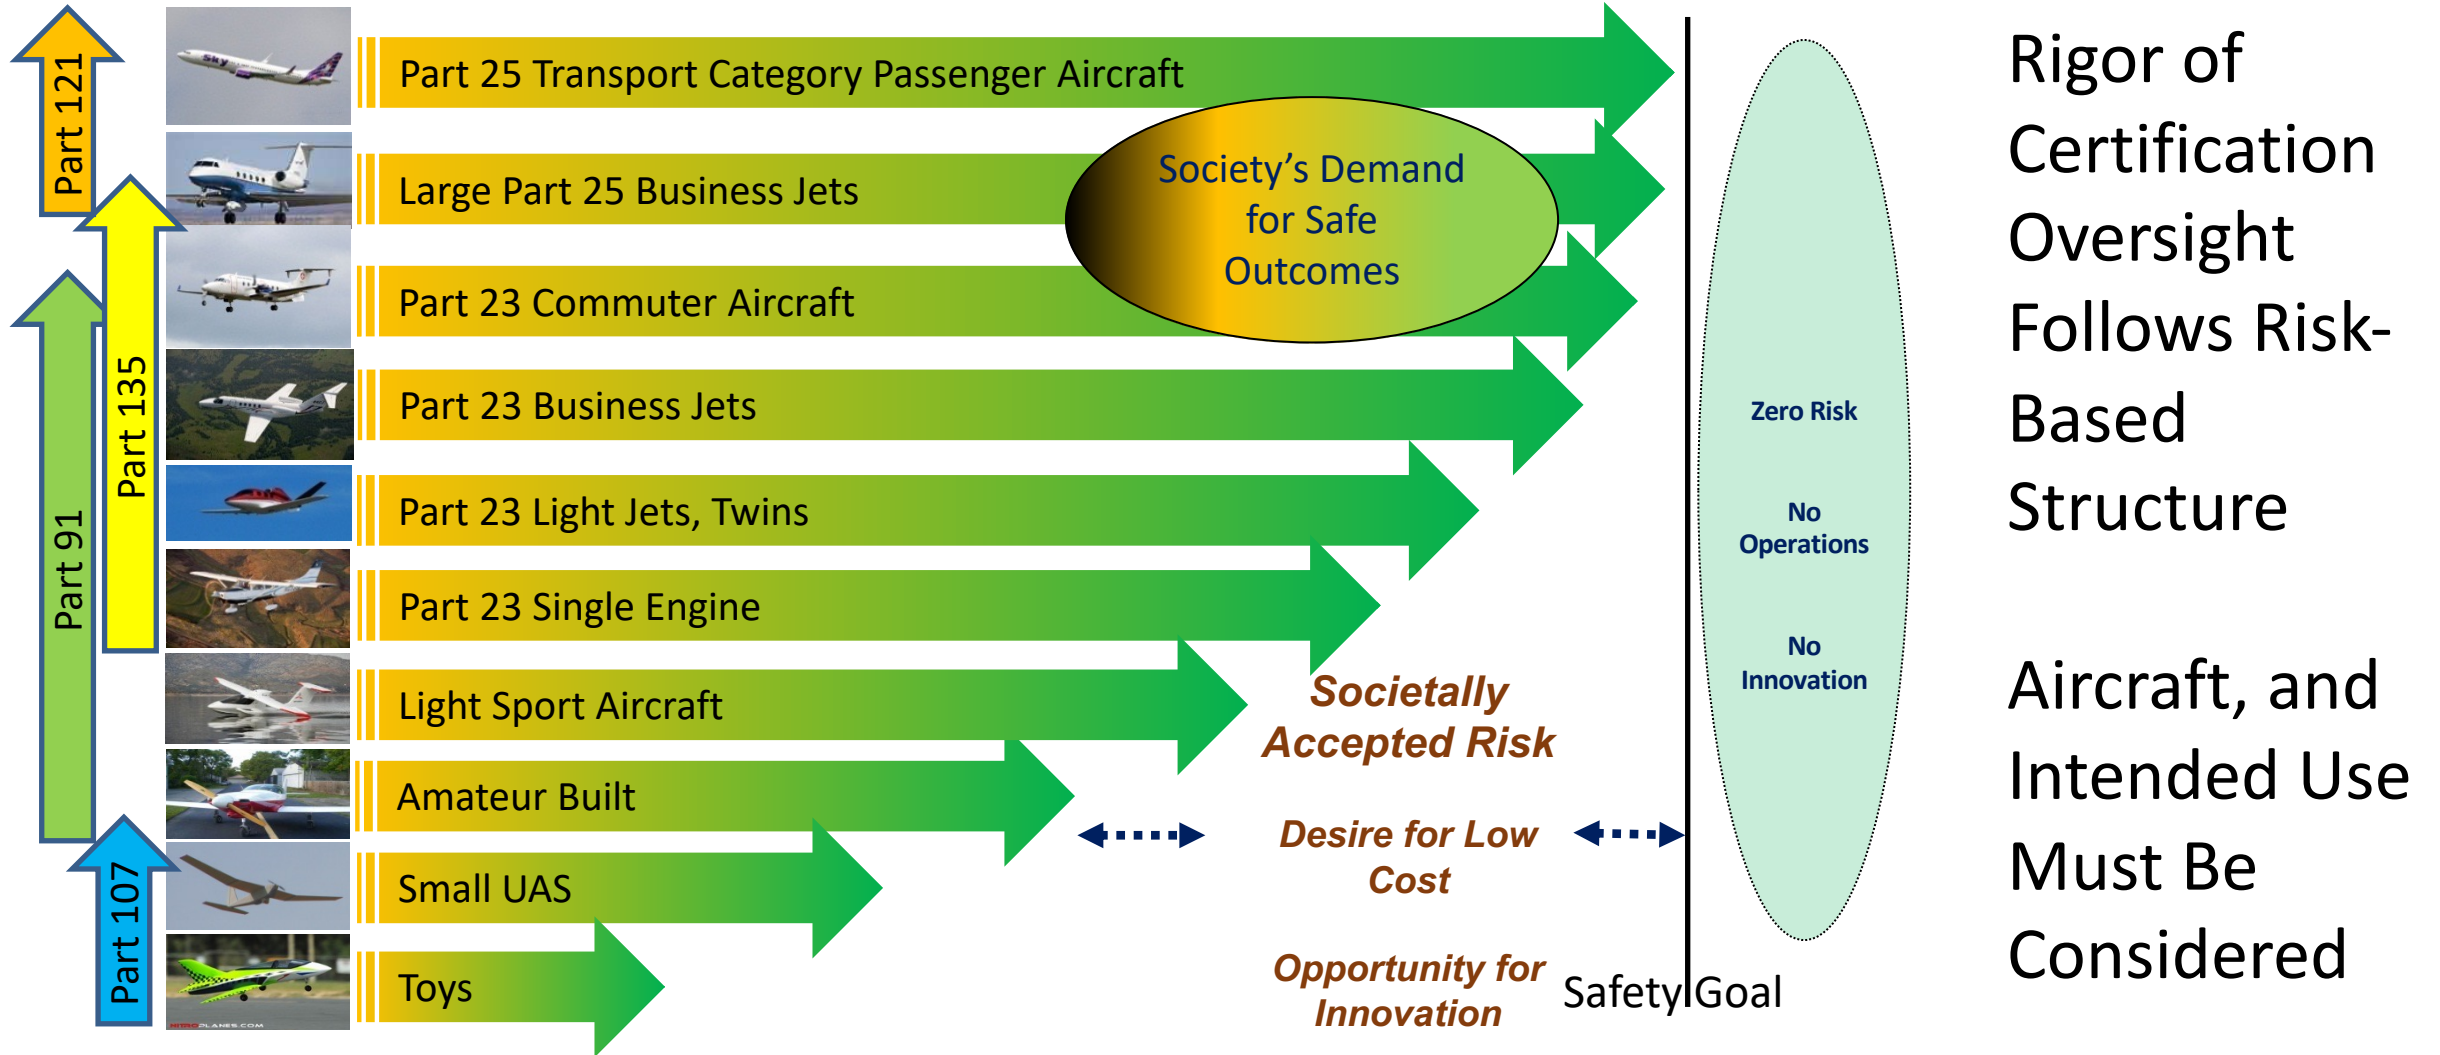 Part 121
Part 135
Part 91
Part 107
sky
Part 25 Transport Category Passenger Aircraft
Large Part 25 Business Jets
Part 23 Commuter Aircraft
Part 23 Business Jets
Part 23 Light Jets, Twins
Part 23 Single Engine
Light Sport Aircraft
Amateur Built
Small UAS
Toys
NITROPLANES.COM
Society’s Demand
for Safe
Outcomes
Societally
Accepted Risk
Desire for Low
Cost
Opportunity for
Innovation
Safety Goal
Zero Risk
No
Operations
No
Innovation
Rigor of
Certification
Oversight
Follows Risk-
Based
Structure
Aircraft, and
Intended Use
Must Be
Considered